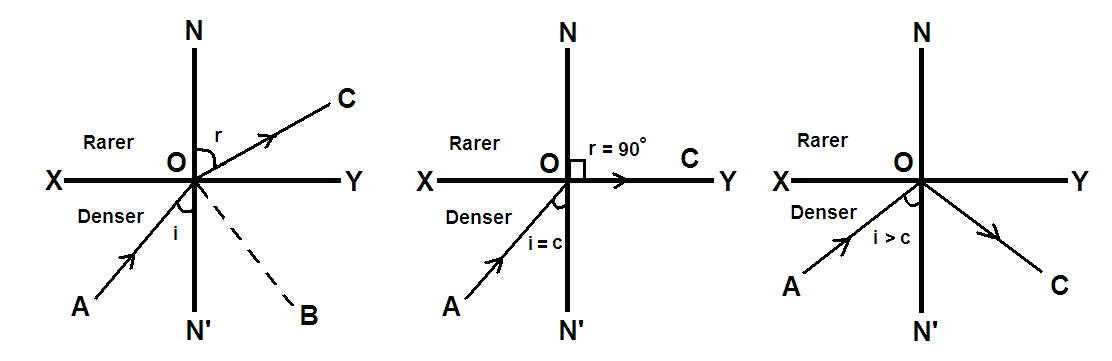 N
C
r
Rarer
O
X
Y
Denser
i
A
B
N'
N
Rarer
r = 90°
O
C
X
Y
Denser
i = c
A
N'
N
Rarer
O
X
Y
Denser
i > c
A
C
N'